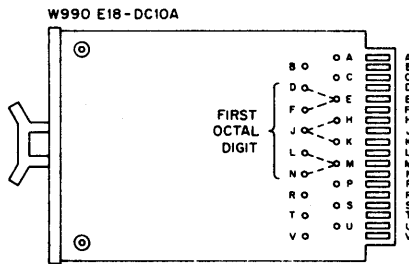 W990 E18-DC10A
A
B
C
D
E
F
H
FIRST
OCTAL
DIGIT
J
K
L
M
N
P
R
S
T
U
V
A
B
C
D
E
F
H
J
K
L
M
N
P
R
S
T
U
V